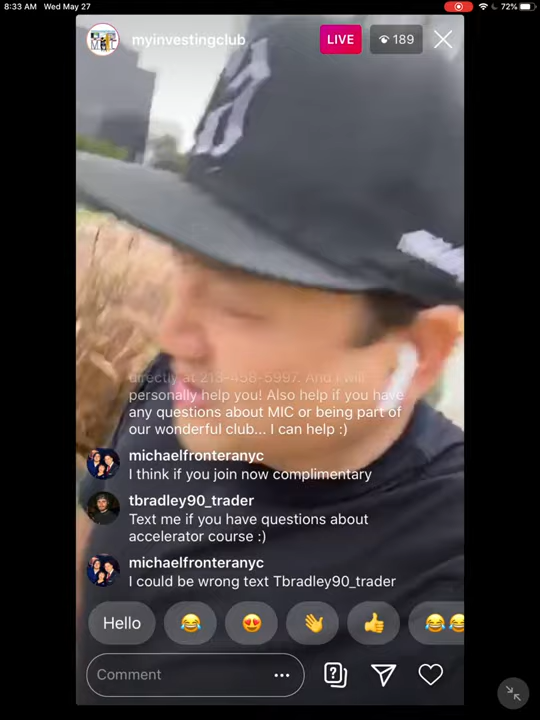 8:33 AM Wed May 27
72%
myinvestingclub
LIVE
189
directly at 213-458-5997. And I will
personally help you! Also help if you have
any questions about MIC or being part of
our wonderful club... I can help :)
michaelfronteranyc
I think if you join now complimentary
tbradley90_trader
Text me if you have questions about
accelerator course :)
michaelfronteranyc
I could be wrong text Tbradley90_trader
Hello
Comment